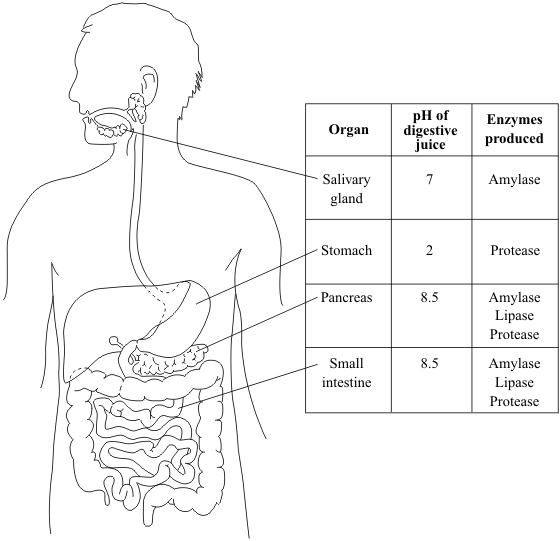 Organ
pH of
digestive
juice
Enzymes
produced
Salivary
gland
7
Amylase
Stomach
2
Protease
Pancreas
8.5
Amylase
Lipase
Protease
Small
intestine
8.5
Amylase
Lipase
Protease